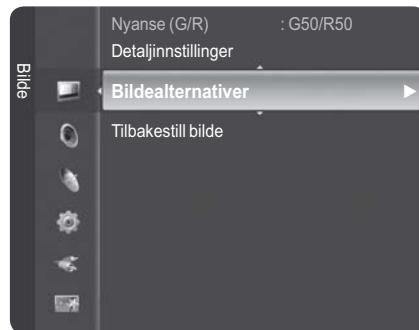 Bilde
Nyanse (G/R) : G50/R50
Detaljinnstillinger
Bildealternativer
Tilbakestill bilde